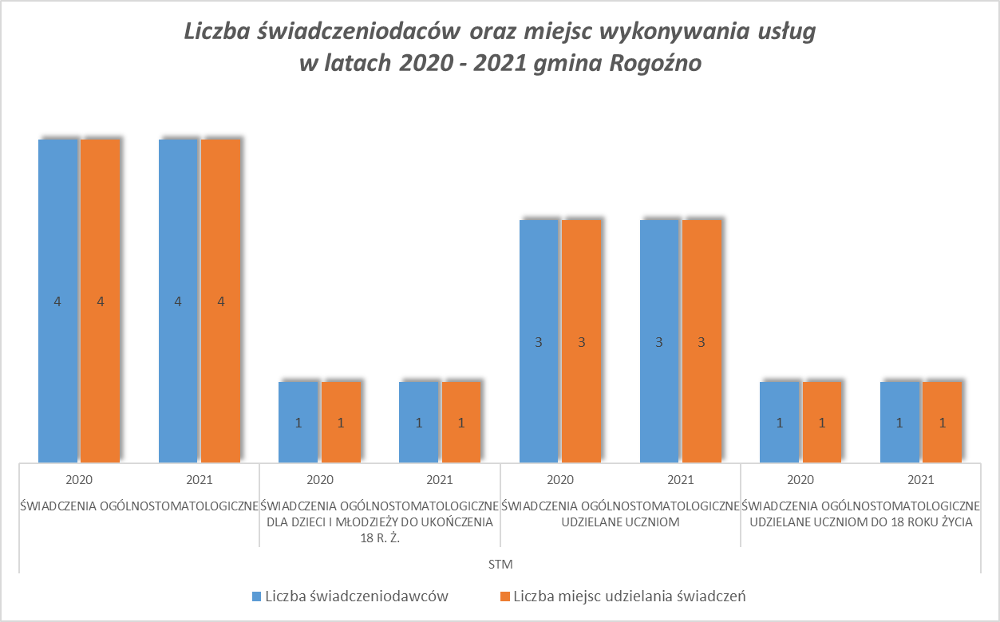 Liczba świadczeniodaców oraz miejsc wykonywania usług
w latach 2020 - 2021 gmina Rogoźno
4 4 4 4 1 1 1 1 3 3 3 3 1 1 1 1
2020 2021 2020 2021 2020 2021 2020 2021
ŚWIADCZENIA OGÓLNOSTOMATOLOGICZNE
ŚWIADCZENIA OGÓLNOSTOMATOLOGICZNE
DLA DZIECI I MŁODZIEŻY DO UKOŃCZENIA
18 R. Ż.
ŚWIADCZENIA OGÓLNOSTOMATOLOGICZNE
UDZIELANE UCZNIOM
ŚWIADCZENIA OGÓLNOSTOMATOLOGICZNE
UDZIELANE UCZNIOM DO 18 ROKU ŻYCIA
STM
Liczba świadczeniodawców
Liczba miejsc udzielania świadczeń